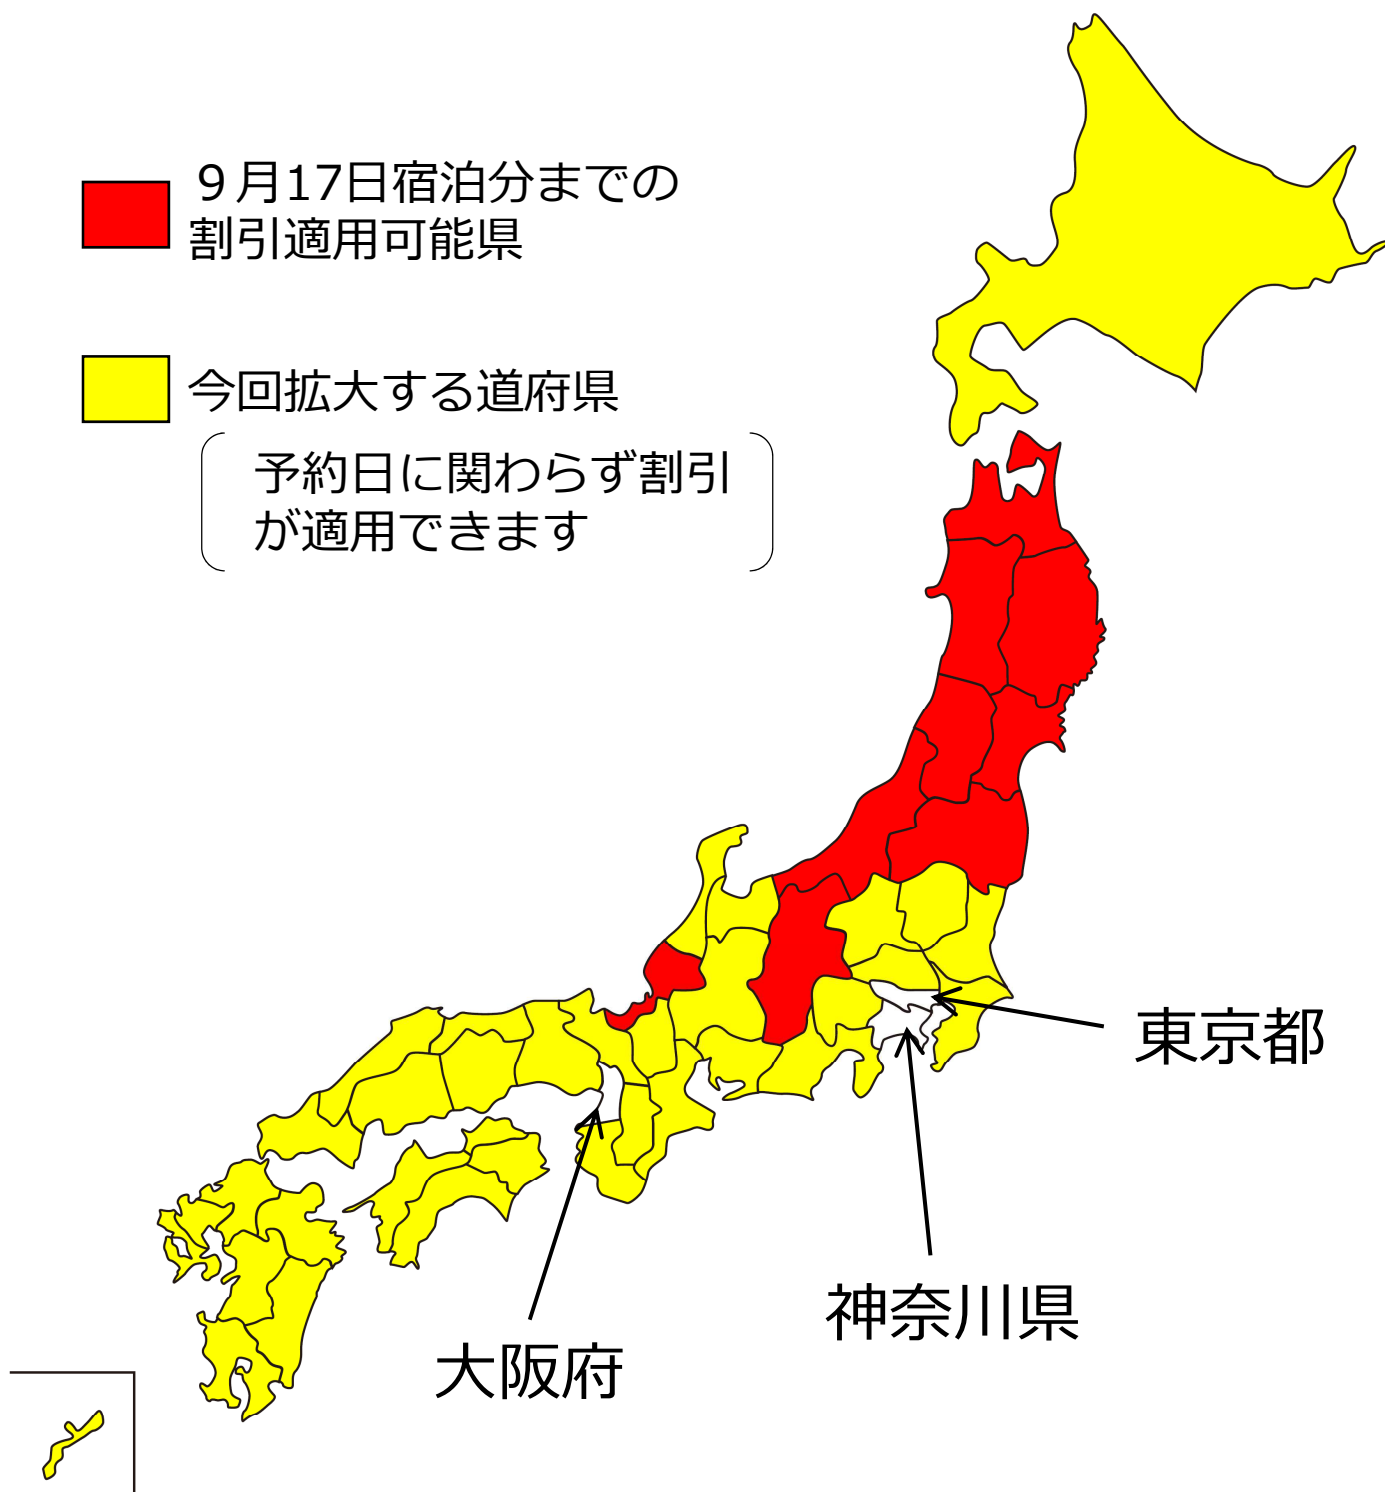 ９月17日宿泊分までの
割引適用可能県
今回拡大する道府県
予約日に関わらず割引
が適用できます
東京都
神奈川県
大阪府